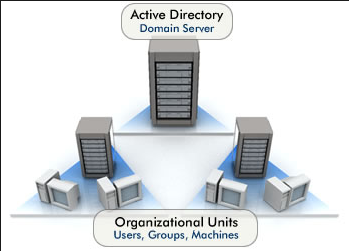 Active Directory
Domain Server
Organizational Units
Users, Groups, Machines